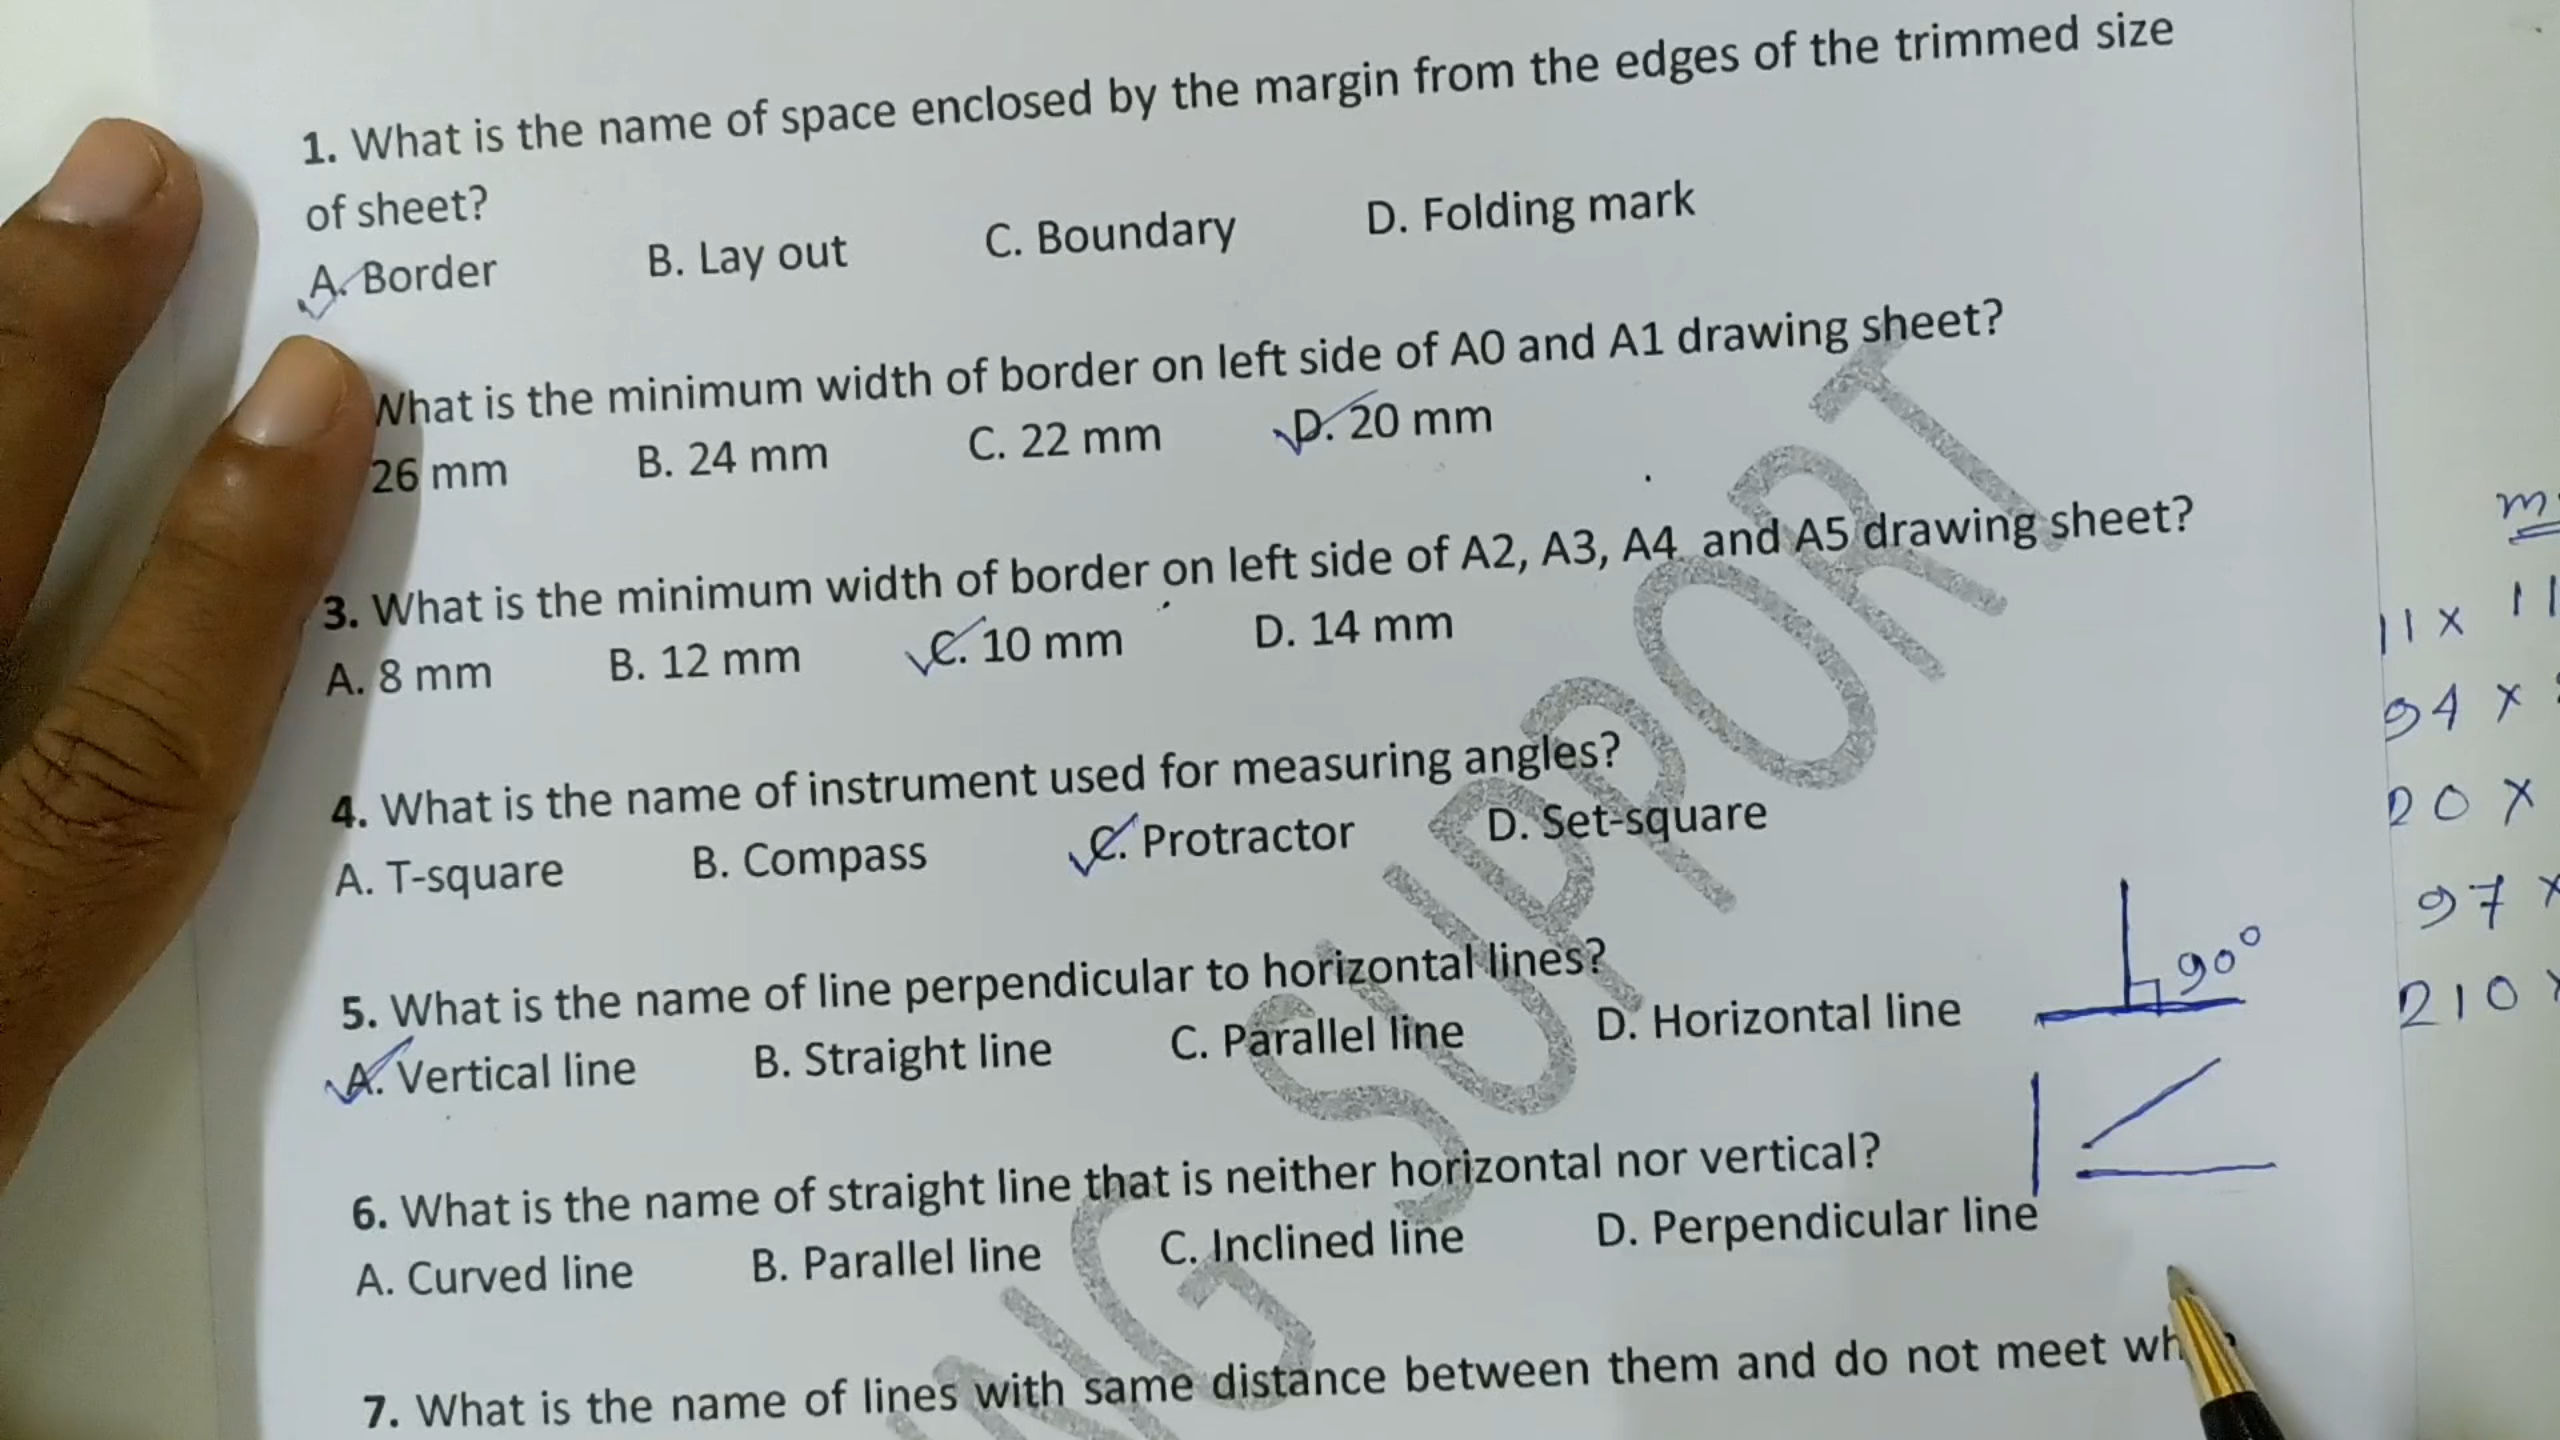 1. What is the name of space enclosed by the margin from the edges of the trimmed size
of sheet?
A. Border B. Lay out C. Boundary D. Folding mark
What is the minimum width of border on left side of A0 and A1 drawing sheet?
26 mm B. 24 mm C. 22 mm D. 20 mm
3. What is the minimum width of border on left side of A2, A3, A4 and A5 drawing sheet?
A. 8 mm B. 12 mm C. 10 mm D. 14 mm
4. What is the name of instrument used for measuring angles?
A. T-square B. Compass C. Protractor D. Set-square
5. What is the name of line perpendicular to horizontal lines?
A. Vertical line B. Straight line C. Parallel line D. Horizontal line
90°
6. What is the name of straight line that is neither horizontal nor vertical?
A. Curved line B. Parallel line C. Inclined line D. Perpendicular line
7. What is the name of lines with same distance between them and do not meet
SUPPORT
m
11 x 11
94 x
20 x
97 x
210 x